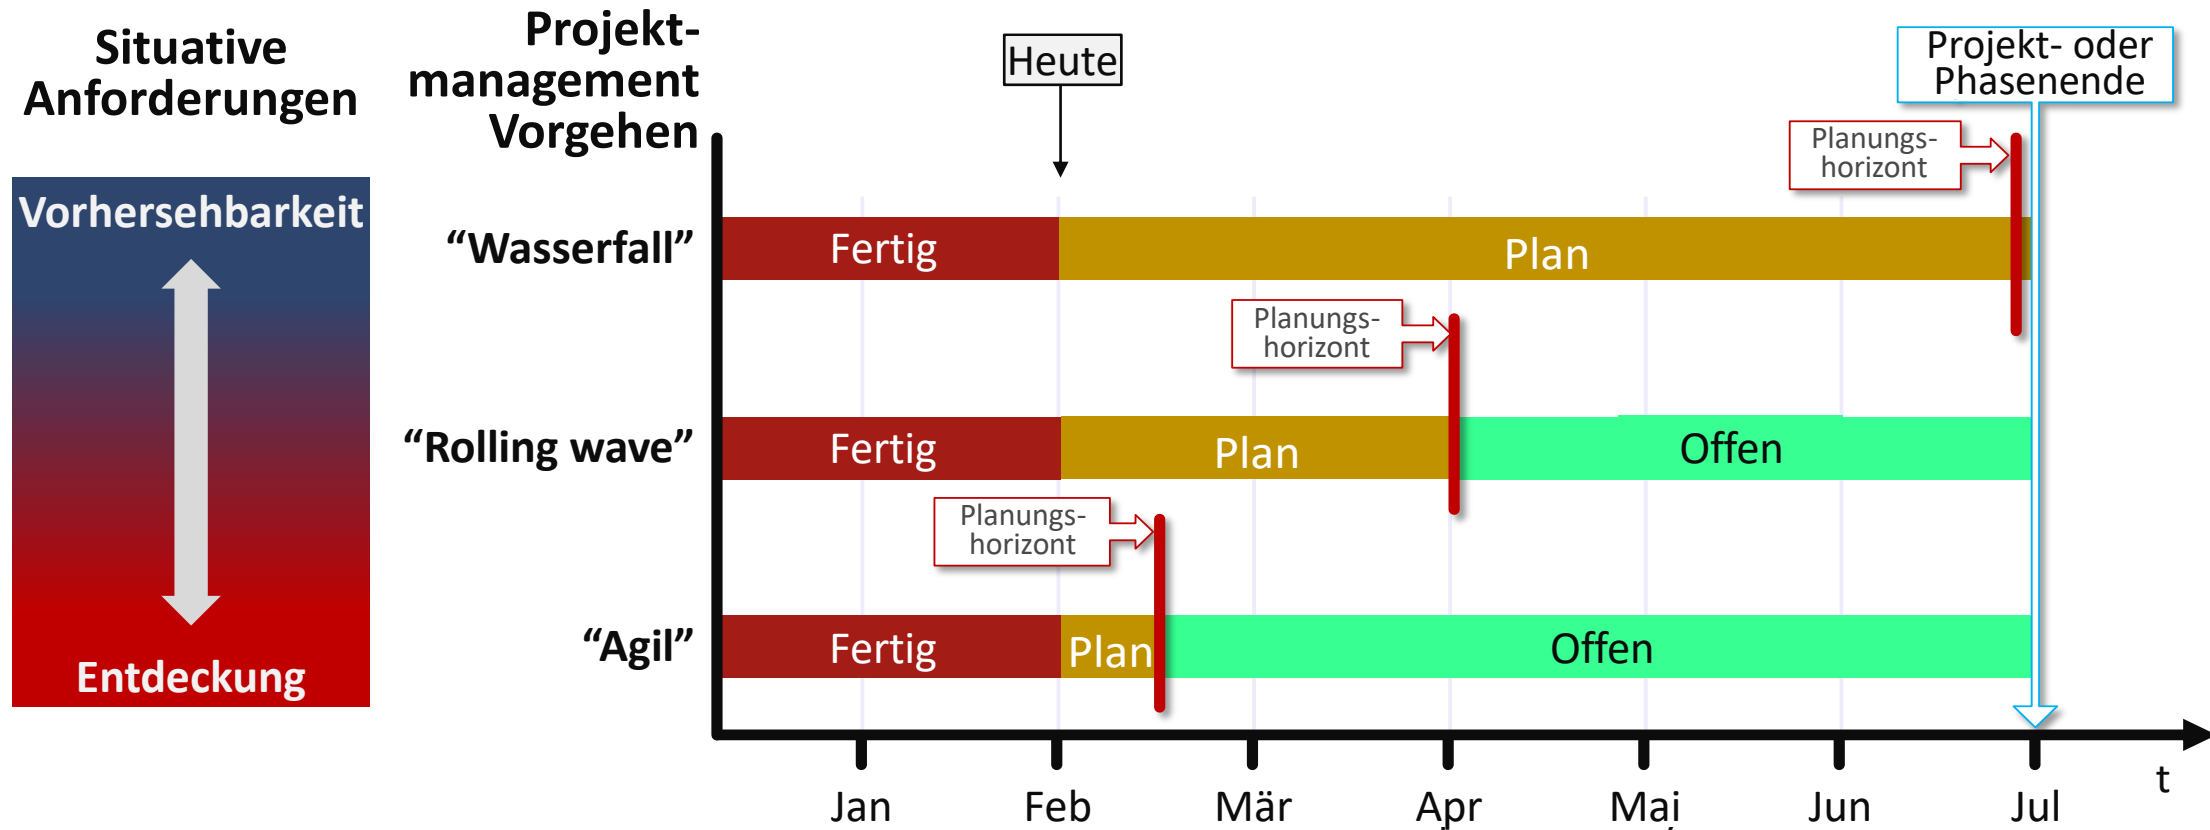 Situative
Anforderungen
Vorhersehbarkeit
Entdeckung
Projekt-
management
Vorgehen
Heute
Projekt- oder
Phasenende
Planungs-
horizont
“Wasserfall”
Fertig
Plan
Planungs-
horizont
“Rolling wave”
Fertig
Plan
Offen
Planungs-
horizont
“Agil”
Fertig
Plan
Offen
t
Jan Feb Mär Apr Mai Jun Jul